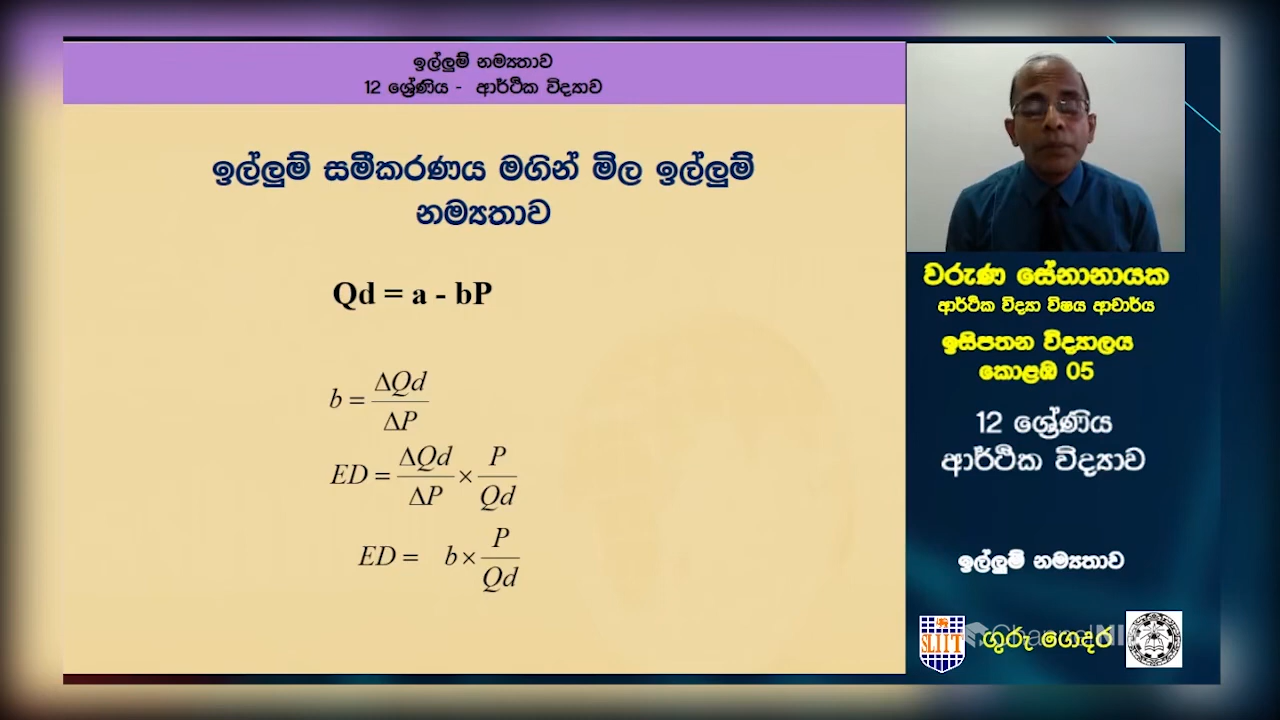 ඉල්ලුම් නම්‍යතාව
12 ශ්‍රේණිය - ආර්ථික විද්‍යාව
ඉල්ලුම් සමීකරණය මගින් මිල ඉල්ලුම්
නම්‍යතාව
Qd = a - bP
b = ΔQd / ΔP
ED = ΔQd / ΔP × P / Qd
ED = b × P / Qd
වරුණ සේනානායක
ආර්ථික විද්‍යා විෂය ආචාර්ය
ඉසිපතන විද්‍යාලය
කොළඹ 05
12 ශ්‍රේණිය
ආර්ථික විද්‍යාව
ඉල්ලුම් නම්‍යතාව
SLIIT
ගුරු ගෙදර